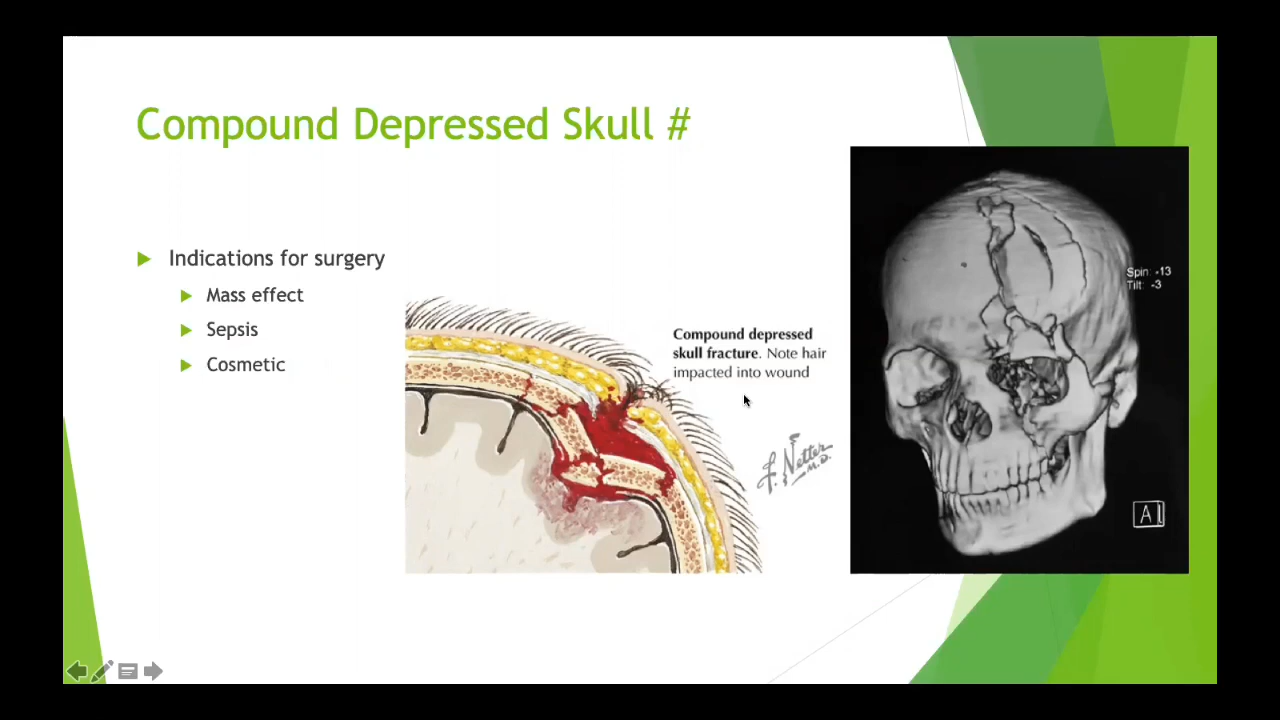 Compound Depressed Skull #
Indications for surgery
Mass effect
Sepsis
Cosmetic
Compound depressed
skull fracture. Note hair
impacted into wound
F. Netter
M.D.
Spin: -13
Tilt: -3